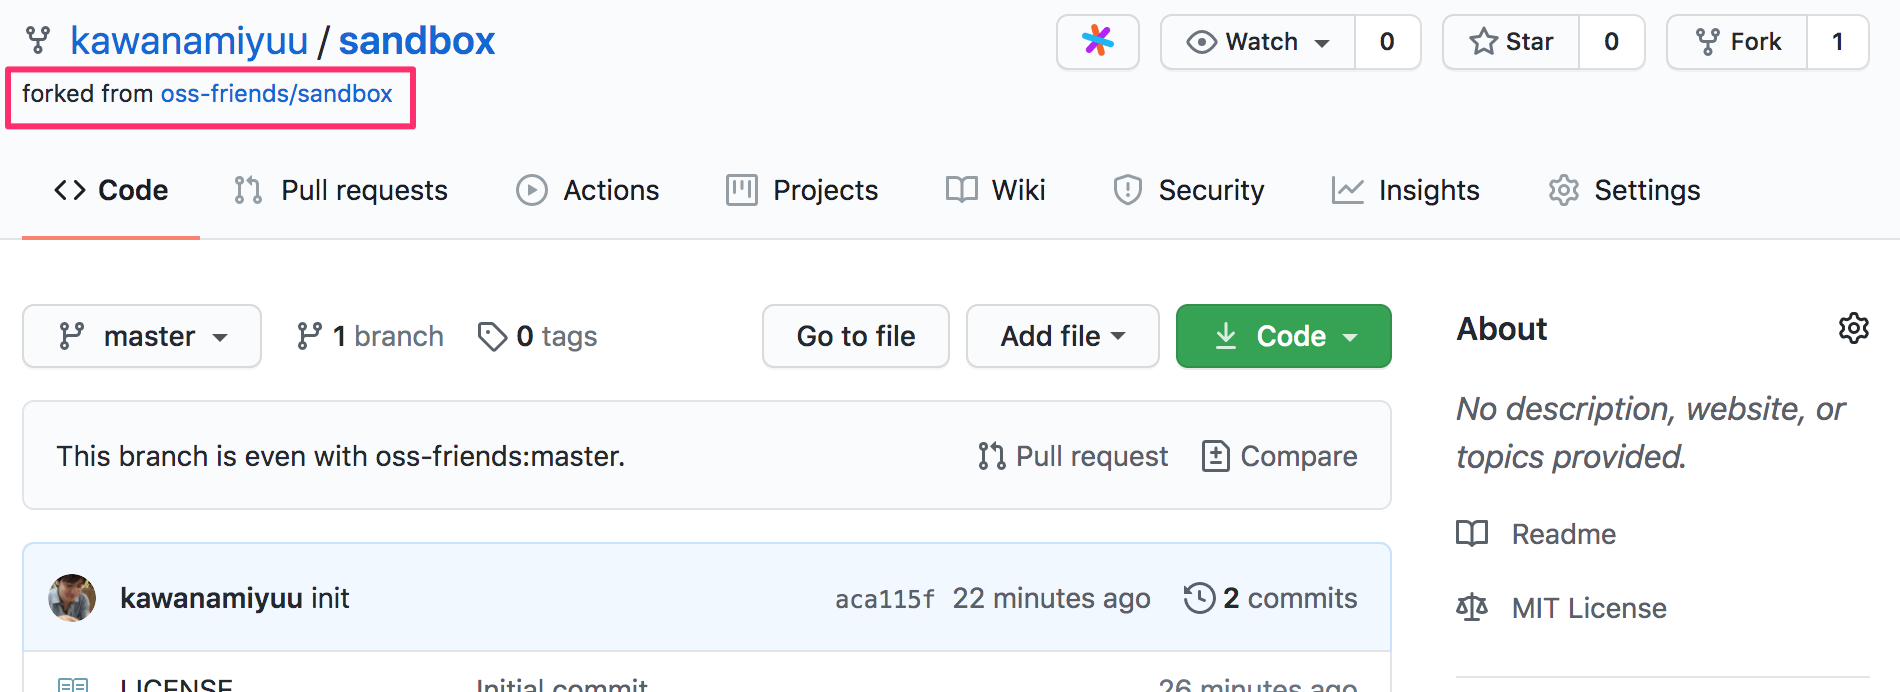 kawanamiyuu / sandbox
Watch 0
Star 0
Fork 1
forked from oss-friends/sandbox
Code
Pull requests
Actions
Projects
Wiki
Security
Insights
Settings
master
1 branch
0 tags
Go to file
Add file
Code
About
No description, website, or
topics provided.
This branch is even with oss-friends:master.
Pull request
Compare
Readme
kawanamiyuu init
aca115f 22 minutes ago
2 commits
MIT License
LICENSE
Initial commit
26 minutes ago